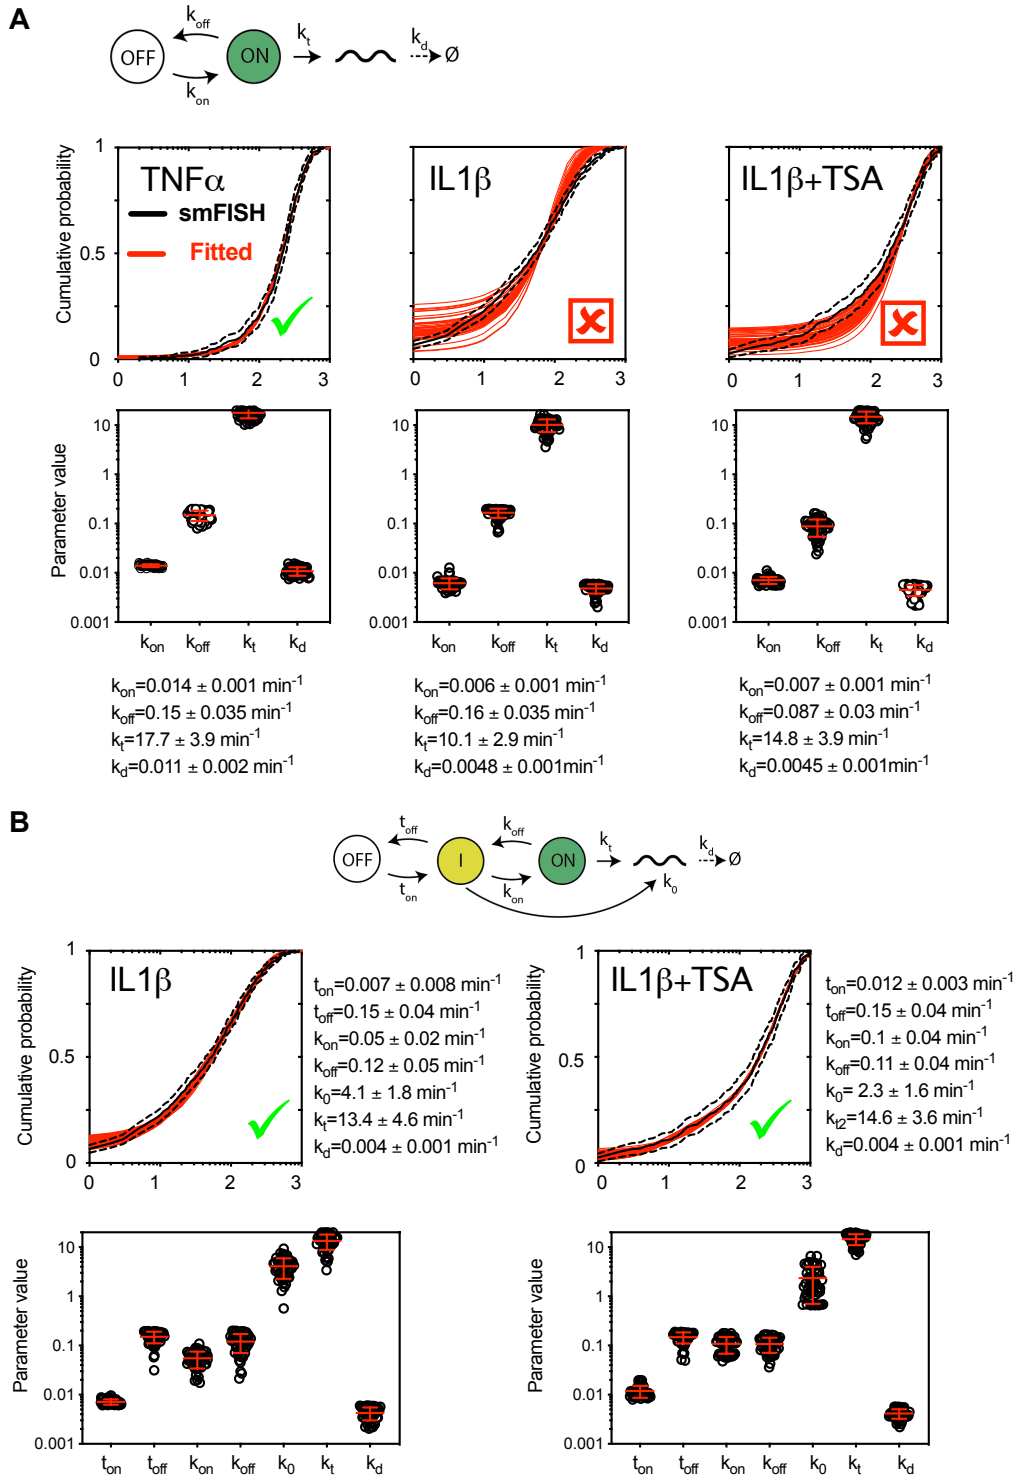 A
k_off
k_t
k_d
OFF
ON
Ø
k_on
Cumulative probability
1
0.5
0
TNFα
smFISH
Fitted
0 1 2 3
IL1β
0 1 2 3
IL1β+TSA
0 1 2 3
Parameter value
10
1
0.1
0.01
0.001
k_on k_off k_t k_d
10
1
0.1
0.01
0.001
k_on k_off k_t k_d
10
1
0.1
0.01
0.001
k_on k_off k_t k_d
k_on=0.014 ± 0.001 min⁻¹
k_off=0.15 ± 0.035 min⁻¹
k_t=17.7 ± 3.9 min⁻¹
k_d=0.011 ± 0.002 min⁻¹
k_on=0.006 ± 0.001 min⁻¹
k_off=0.16 ± 0.035 min⁻¹
k_t=10.1 ± 2.9 min⁻¹
k_d=0.0048 ± 0.001min⁻¹
k_on=0.007 ± 0.001 min⁻¹
k_off=0.087 ± 0.03 min⁻¹
k_t=14.8 ± 3.9 min⁻¹
k_d=0.0045 ± 0.001min⁻¹
B
t_off
k_off
k_t
k_d
OFF
I
ON
Ø
t_on
k_on
k_0
Cumulative probability
1
0.5
0
IL1β
0 1 2 3
t_on=0.007 ± 0.008 min⁻¹
t_off=0.15 ± 0.04 min⁻¹
k_on=0.05 ± 0.02 min⁻¹
k_off=0.12 ± 0.05 min⁻¹
k_0=4.1 ± 1.8 min⁻¹
k_t=13.4 ± 4.6 min⁻¹
k_d=0.004 ± 0.001 min⁻¹
Cumulative probability
1
0.5
0
IL1β+TSA
0 1 2 3
t_on=0.012 ± 0.003 min⁻¹
t_off=0.15 ± 0.04 min⁻¹
k_on=0.1 ± 0.04 min⁻¹
k_off=0.11 ± 0.04 min⁻¹
k_0= 2.3 ± 1.6 min⁻¹
k_t2=14.6 ± 3.6 min⁻¹
k_d=0.004 ± 0.001 min⁻¹
Parameter value
10
1
0.1
0.01
0.001
t_on t_off k_on k_off k_0 k_t k_d
Parameter value
10
1
0.1
0.01
0.001
t_on t_off k_on k_off k_0 k_t k_d